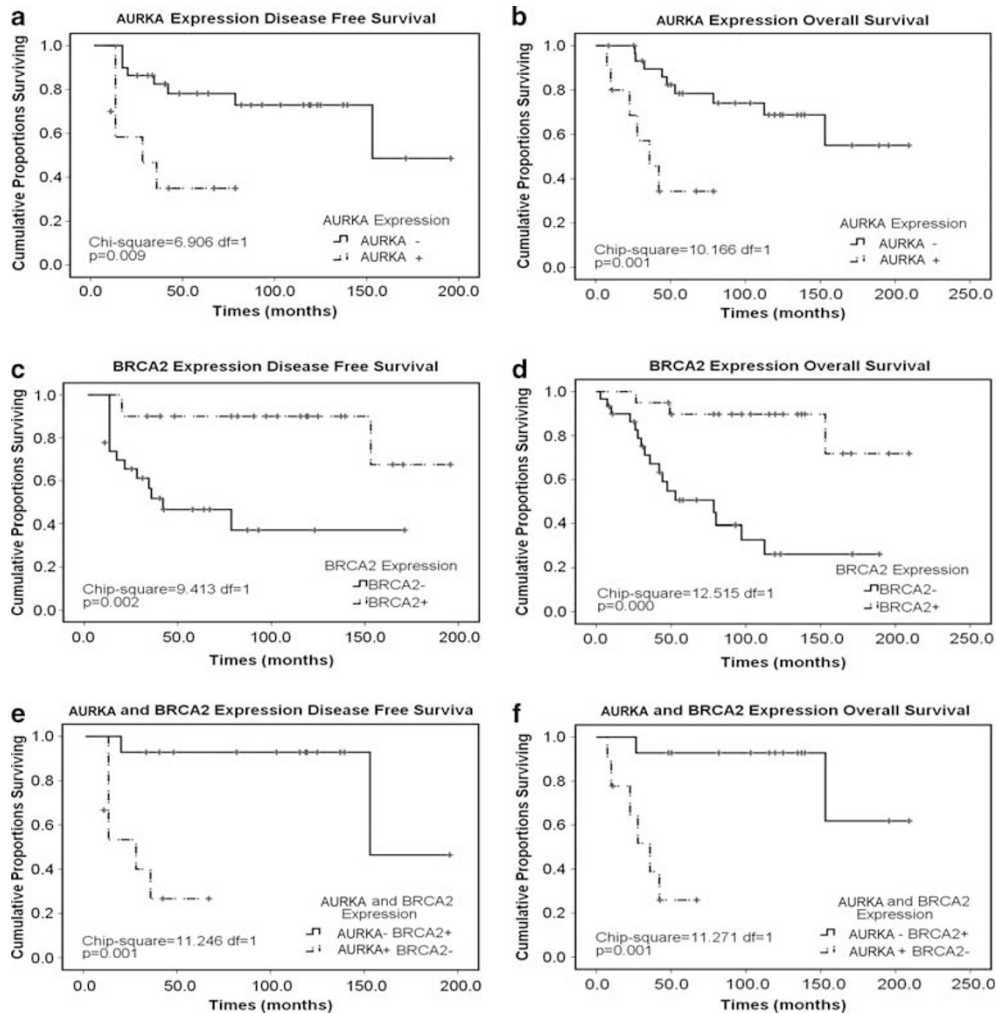 a
AURKA Expression Disease Free Survival
Cumulative Proportions Surviving
1.0
0.8
0.6
0.4
0.2
0.0
Chi-square=6.906 df=1
p=0.009
AURKA Expression
AURKA -
AURKA +
0.0 50.0 100.0 150.0 200.0
Times (months)
b
AURKA Expression Overall Survival
Cumulative Proportions Surviving
1.0
0.8
0.6
0.4
0.2
0.0
Chip-square=10.166 df=1
p=0.001
AURKA Expression
AURKA -
AURKA +
0.0 50.0 100.0 150.0 200.0 250.0
Times (months)
c
BRCA2 Expression Disease Free Survival
Cumulative Proportions Surviving
1.0
0.8
0.6
0.4
0.2
0.0
Chip-square=9.413 df=1
p=0.002
BRCA2 Expression
BRCA2-
BRCA2+
0.0 50.0 100.0 150.0 200.0
Times (months)
d
BRCA2 Expression Overall Survival
Cumulative Proportions Surviving
1.0
0.8
0.6
0.4
0.2
0.0
Chip-square=12.515 df=1
p=0.000
BRCA2 Expression
BRCA2-
BRCA2+
0.0 50.0 100.0 150.0 200.0 250.0
Times (months)
e
AURKA and BRCA2 Expression Disease Free Surviva
Cumulative Proportions Surviving
1.0
0.8
0.6
0.4
0.2
0.0
Chip-square=11.246 df=1
p=0.001
AURKA and BRCA2
Expression
AURKA- BRCA2+
AURKA+ BRCA2-
0.0 50.0 100.0 150.0 200.0
Times (months)
f
AURKA and BRCA2 Expression Overall Survival
Cumulative Proportions Surviving
1.0
0.8
0.6
0.4
0.2
0.0
Chip-square=11.271 df=1
p=0.001
AURKA and BRCA2
Expression
AURKA - BRCA2+
AURKA + BRCA2-
0.0 50.0 100.0 150.0 200.0 250.0
Times (months)